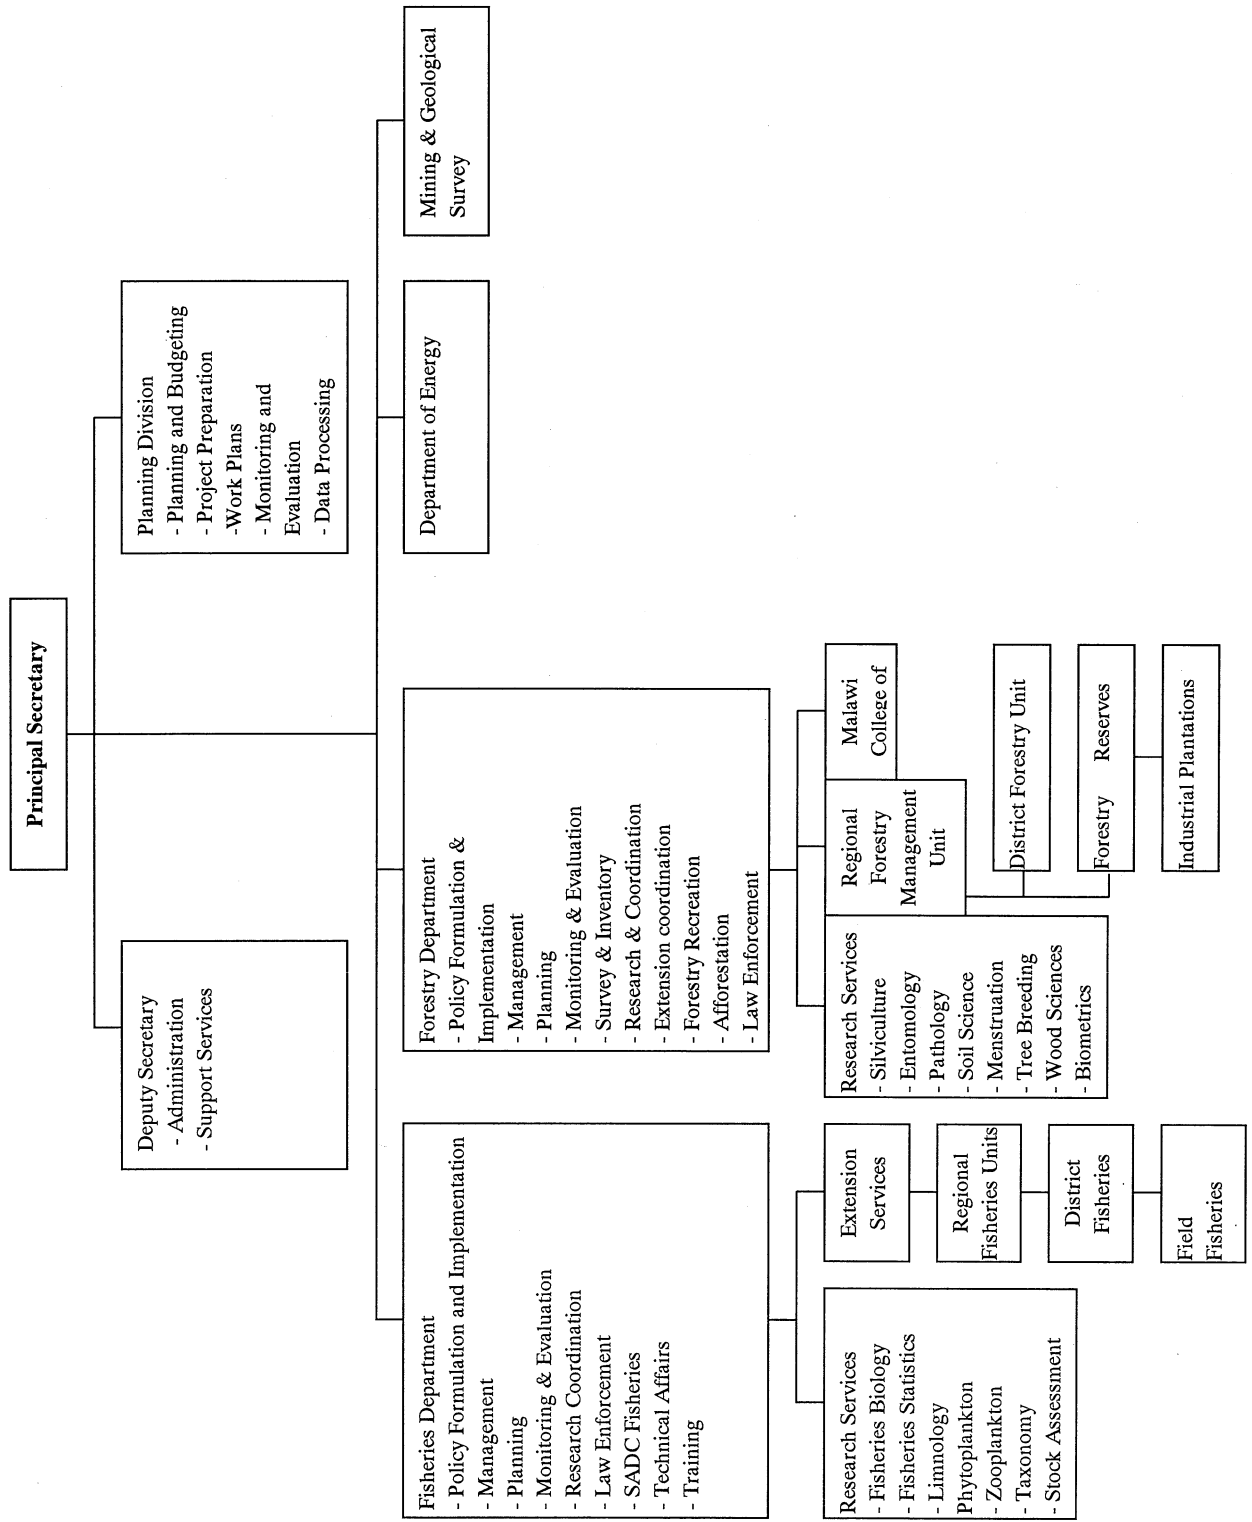 Principal Secretary
Deputy Secretary
- Administration
- Support Services
Planning Division
- Planning and Budgeting
- Project Preparation
-Work Plans
- Monitoring and
Evaluation
- Data Processing
Fisheries Department
- Policy Formulation and Implementation
- Management
- Planning
- Monitoring & Evaluation
- Research Coordination
- Law Enforcement
- SADC Fisheries
- Technical Affairs
- Training
Forestry Department
- Policy Formulation &
Implementation
- Management
- Planning
- Monitoring & Evaluation
- Survey & Inventory
- Research & Coordination
- Extension coordination
- Forestry Recreation
- Afforestation
- Law Enforcement
Department of Energy
Mining & Geological
Survey
Research Services
- Fisheries Biology
- Fisheries Statistics
- Limnology
Phytoplankton
- Zooplankton
- Taxonomy
- Stock Assessment
Extension
Services
Regional
Fisheries Units
District
Fisheries
Field
Fisheries
Research Services
- Silviculture
- Entomology
- Pathology
- Soil Science
- Menstruation
- Tree Breeding
- Wood Sciences
- Biometrics
Regional
Forestry
Management
Unit
Malawi
College of
District Forestry Unit
Forestry Reserves
Industrial Plantations